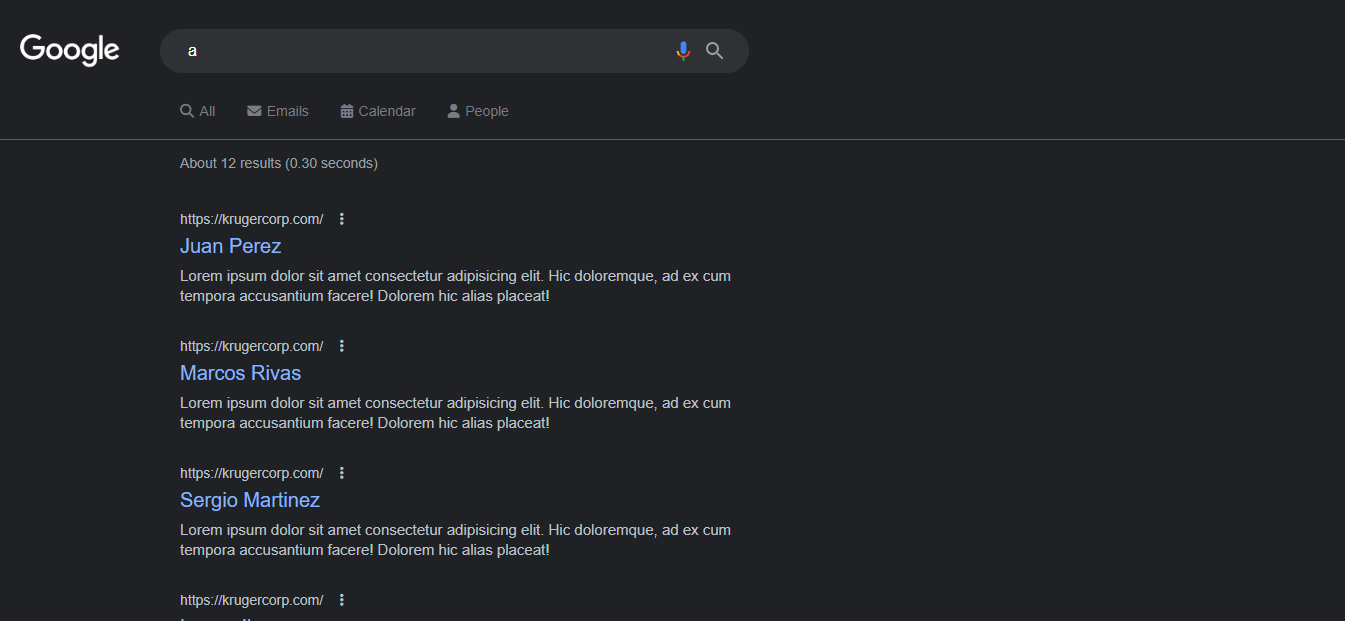 Google
a
All Emails Calendar People
About 12 results (0.30 seconds)
https://krugercorp.com/
Juan Perez
Lorem ipsum dolor sit amet consectetur adipisicing elit. Hic doloremque, ad ex cum
tempora accusantium facere! Dolorem hic alias placeat!
https://krugercorp.com/
Marcos Rivas
Lorem ipsum dolor sit amet consectetur adipisicing elit. Hic doloremque, ad ex cum
tempora accusantium facere! Dolorem hic alias placeat!
https://krugercorp.com/
Sergio Martinez
Lorem ipsum dolor sit amet consectetur adipisicing elit. Hic doloremque, ad ex cum
tempora accusantium facere! Dolorem hic alias placeat!
https://krugercorp.com/